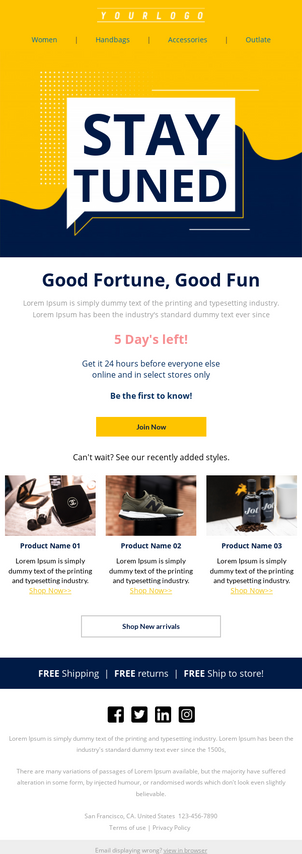 YOURLOGO
Women | Handbags | Accessories | Outlate
STAY
TUNED
Good Fortune, Good Fun
Lorem Ipsum is simply dummy text of the printing and typesetting industry.
Lorem Ipsum has been the industry's standard dummy text ever since
5 Day's left!
Get it 24 hours before everyone else
online and in select stores only
Be the first to know!
Join Now
Can't wait? See our recently added styles.
Product Name 01
Lorem Ipsum is simply
dummy text of the printing
and typesetting industry.
Shop Now>>
Product Name 02
Lorem Ipsum is simply
dummy text of the printing
and typesetting industry.
Shop Now>>
Jot
Jot
Product Name 03
Lorem Ipsum is simply
dummy text of the printing
and typesetting industry.
Shop Now>>
Shop New arrivals
FREE Shipping | FREE returns | FREE Ship to store!
Lorem Ipsum is simply dummy text of the printing and typesetting industry. Lorem Ipsum has been the
industry's standard dummy text ever since the 1500s,
There are many variations of passages of Lorem Ipsum available, but the majority have suffered
alteration in some form, by injected humour, or randomised words which don't look even slightly
believable.
San Francisco, CA. United States 123-456-7890
Terms of use | Privacy Policy
Email displaying wrong? view in browser